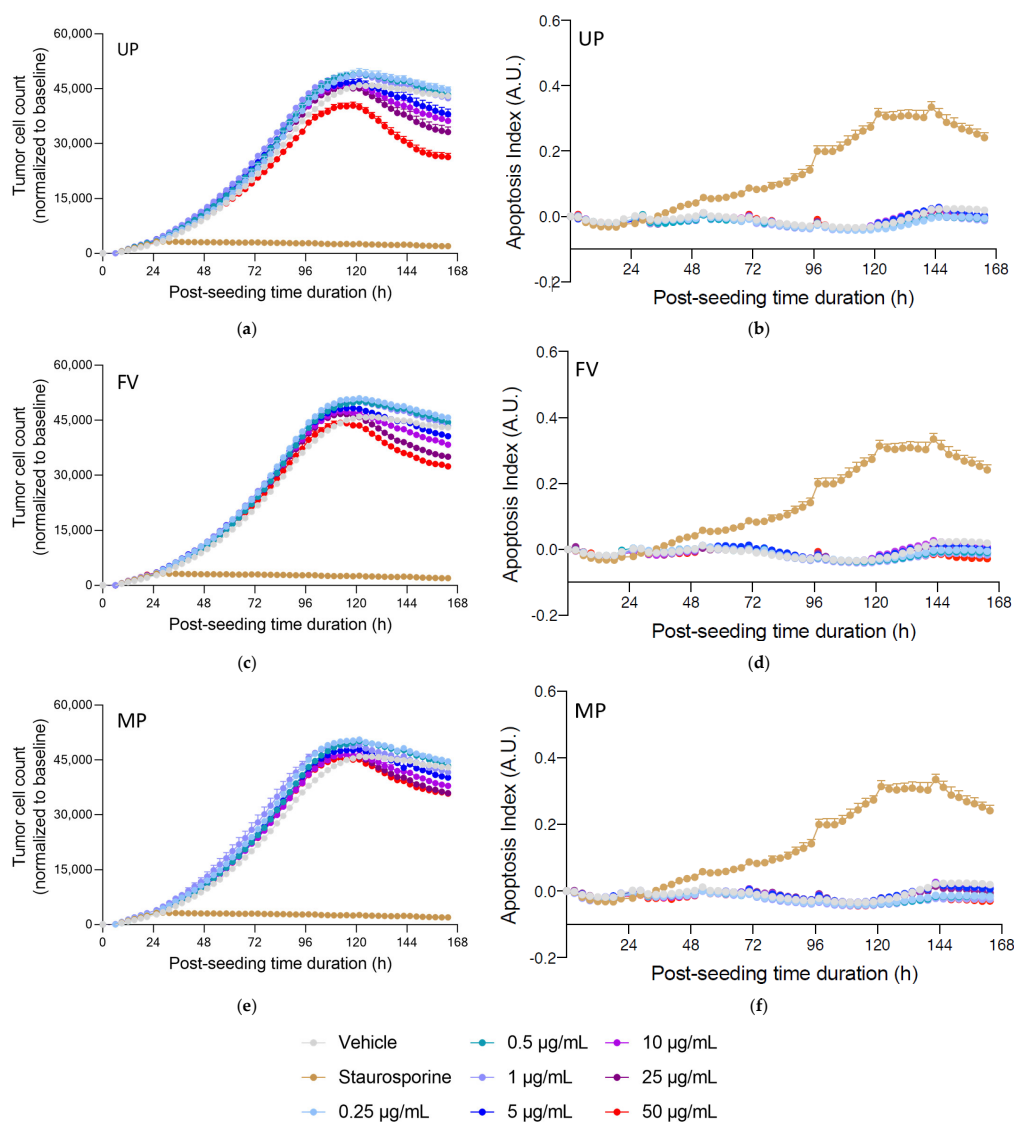 UP
Tumor cell count
(normalized to baseline)
60,000
45,000
30,000
15,000
0
0 24 48 72 96 120 144 168
Post-seeding time duration (h)
(a)
UP
Apoptosis Index (A.U.)
0.6
0.4
0.2
0.0
-0.2
24 48 72 96 120 144 168
Post-seeding time duration (h)
(b)
FV
Tumor cell count
(normalized to baseline)
60,000
45,000
30,000
15,000
0
0 24 48 72 96 120 144 168
Post-seeding time duration (h)
(c)
FV
Apoptosis Index (A.U.)
0.6
0.4
0.2
0.0
-0.2
24 48 72 96 120 144 168
Post-seeding time duration (h)
(d)
MP
Tumor cell count
(normalized to baseline)
60,000
45,000
30,000
15,000
0
0 24 48 72 96 120 144 168
Post-seeding time duration (h)
(e)
MP
Apoptosis Index (A.U.)
0.6
0.4
0.2
0.0
-0.2
24 48 72 96 120 144 168
Post-seeding time duration (h)
(f)
Vehicle 0.5 µg/mL 10 µg/mL
Staurosporine 1 µg/mL 25 µg/mL
0.25 µg/mL 5 µg/mL 50 µg/mL